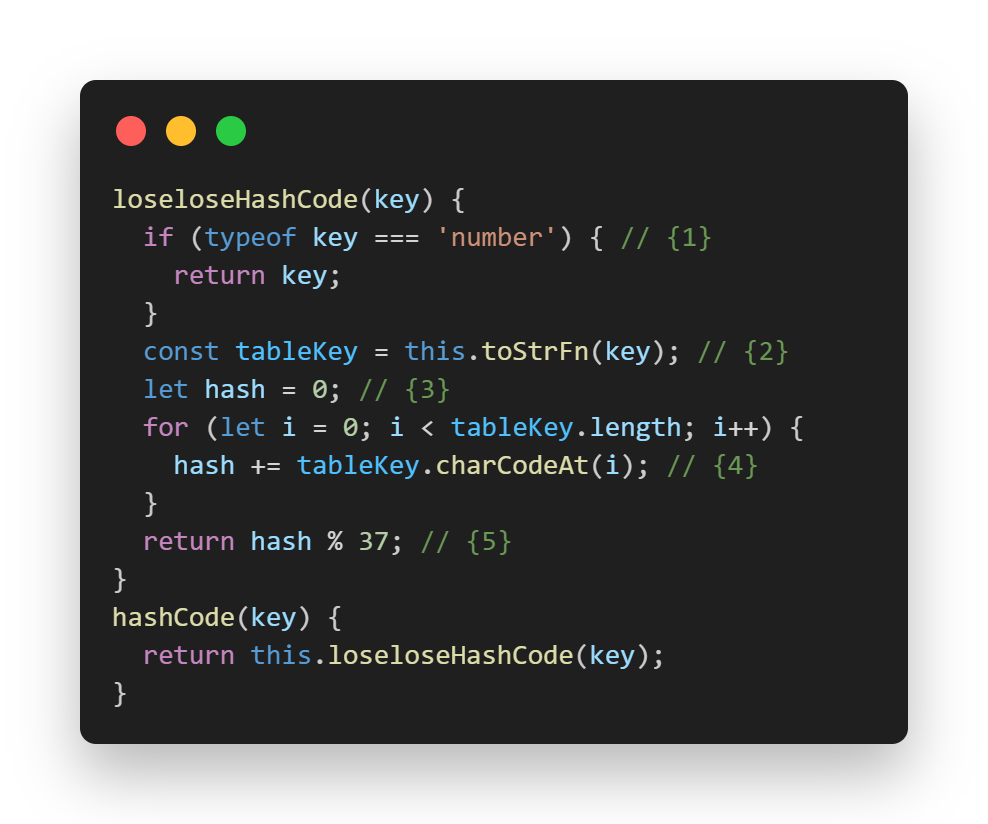 loseloseHashCode(key) {
  if (typeof key === 'number') { // {1}
    return key;
  }
  const tableKey = this.toStrFn(key); // {2}
  let hash = 0; // {3}
  for (let i = 0; i < tableKey.length; i++) {
    hash += tableKey.charCodeAt(i); // {4}
  }
  return hash % 37; // {5}
}
hashCode(key) {
  return this.loseloseHashCode(key);
}